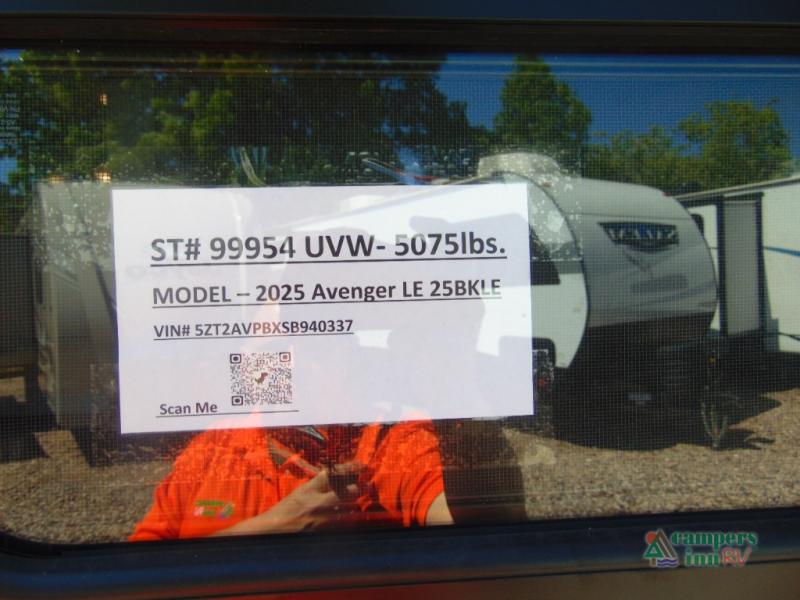 ST# 99954 UVW- 5075lbs.
MODEL – 2025 Avenger LE 25BKLE
VIN# 5ZT2AVPBXSB940337
Scan Me
campers
inn RV